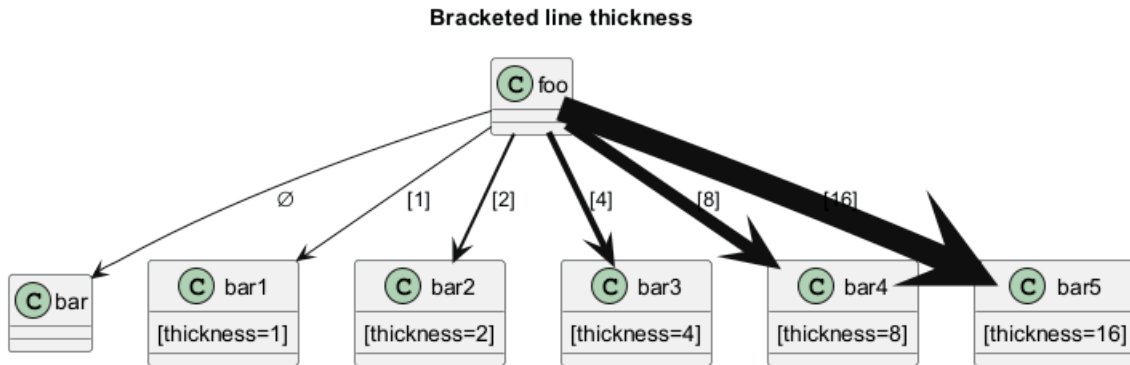 Bracketed line thickness
C foo
∅ [1] [2] [4] [8] [16]
C bar
C bar1
[thickness=1]
C bar2
[thickness=2]
C bar3
[thickness=4]
C bar4
[thickness=8]
C bar5
[thickness=16]